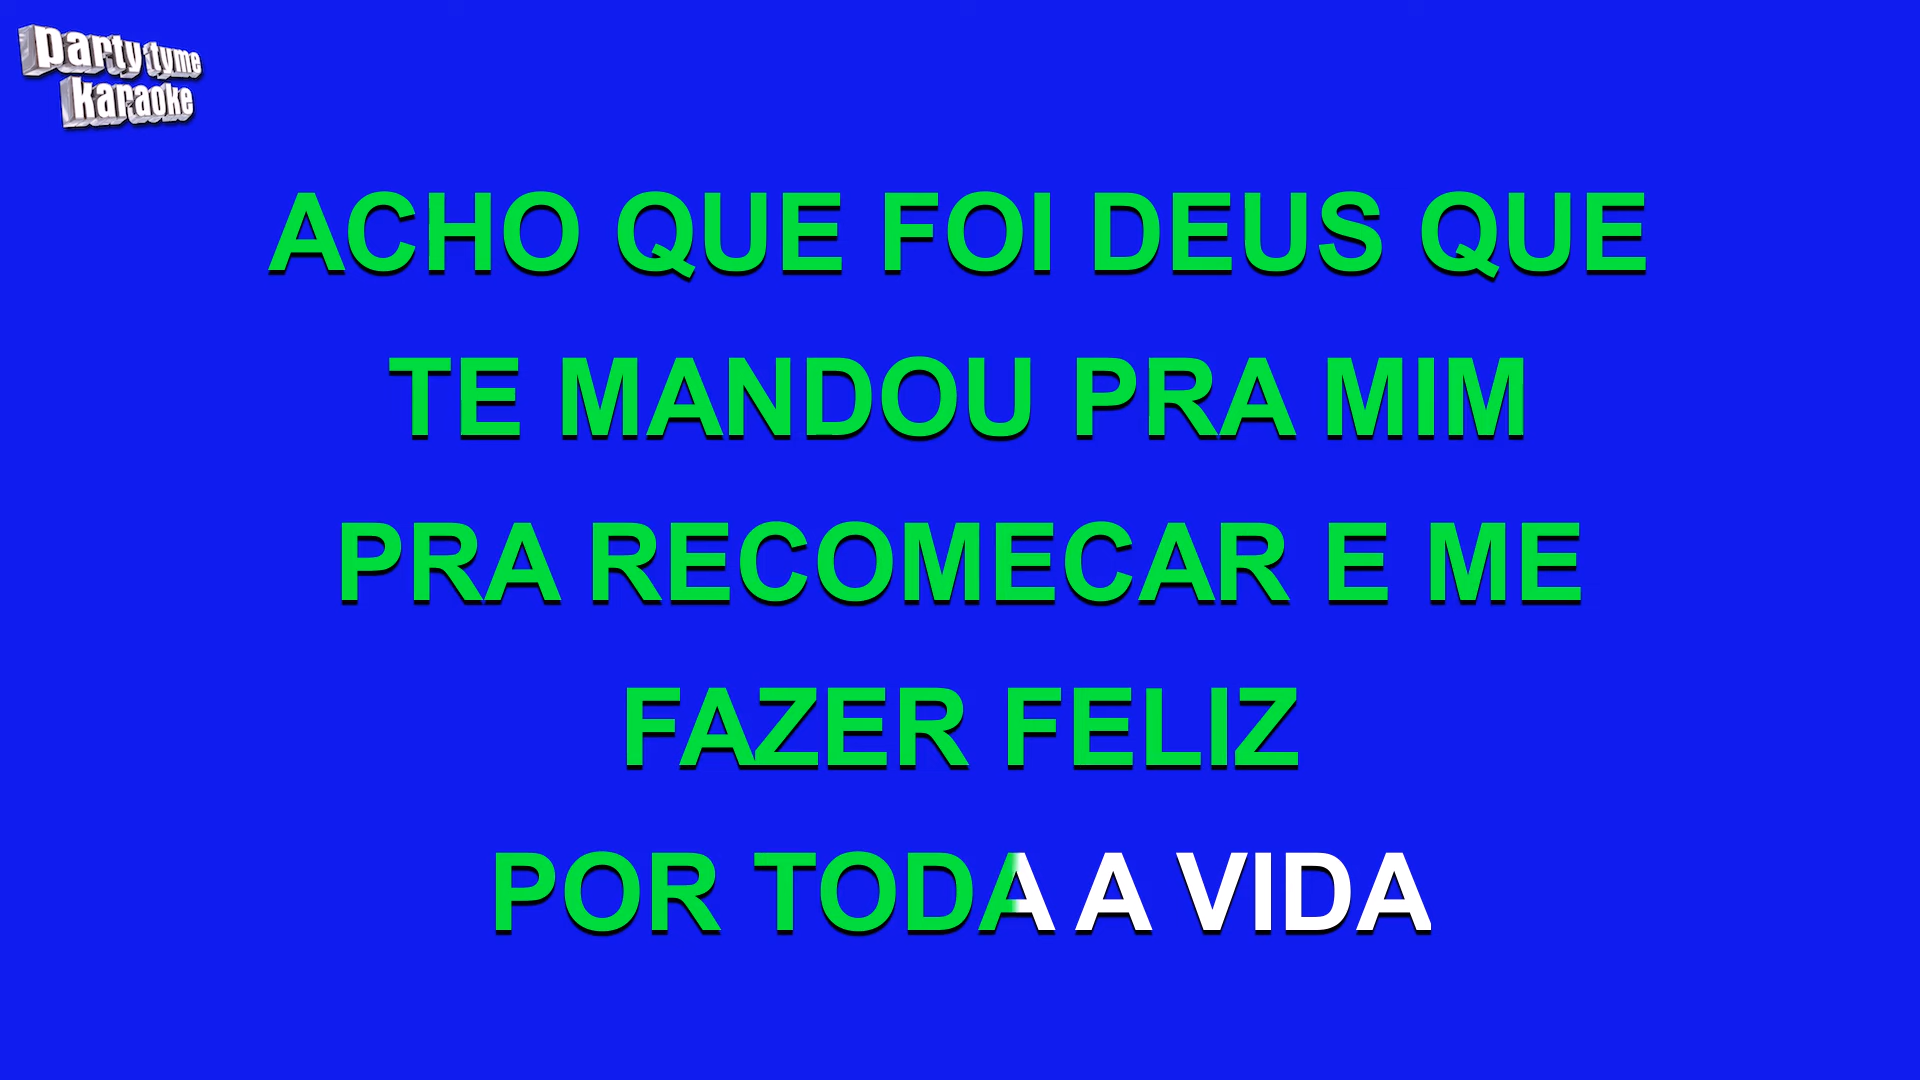 party tyme
karaoke
ACHO QUE FOI DEUS QUE
TE MANDOU PRA MIM
PRA RECOMECAR E ME
FAZER FELIZ
POR TODA A VIDA